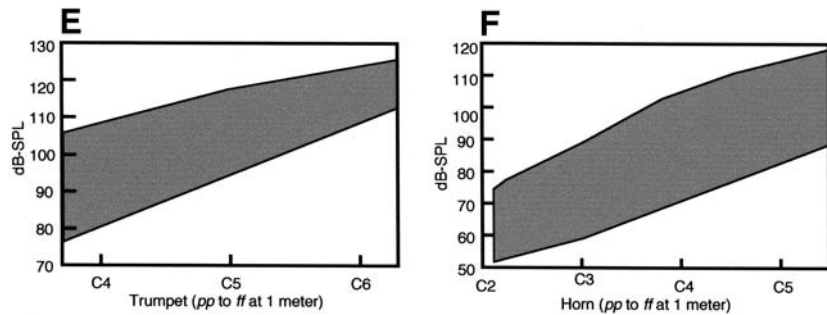 E
130
120
110
100
90
80
70
dB-SPL
C4 C5 C6
Trumpet (pp to ff at 1 meter)
F
120
110
100
90
80
70
60
50
dB-SPL
C2 C3 C4 C5
Horn (pp to ff at 1 meter)